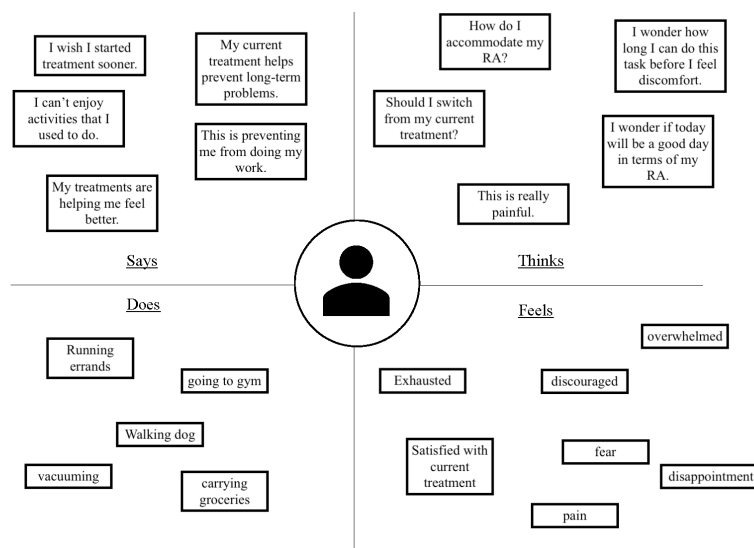 I wish I started
treatment sooner.
My current
treatment helps
prevent long-term
problems.
I can't enjoy
activities that I
used to do.
This is preventing
me from doing my
work.
My treatments are
helping me feel
better.
Says
How do I
accommodate my
RA?
I wonder how
long I can do this
task before I feel
discomfort.
Should I switch
from my current
treatment?
I wonder if today
will be a good day
in terms of my
RA.
This is really
painful.
Thinks
Does
Running
errands
going to gym
Walking dog
vacuuming
carrying
groceries
Feels
overwhelmed
Exhausted
discouraged
Satisfied with
current
treatment
fear
disappointment
pain